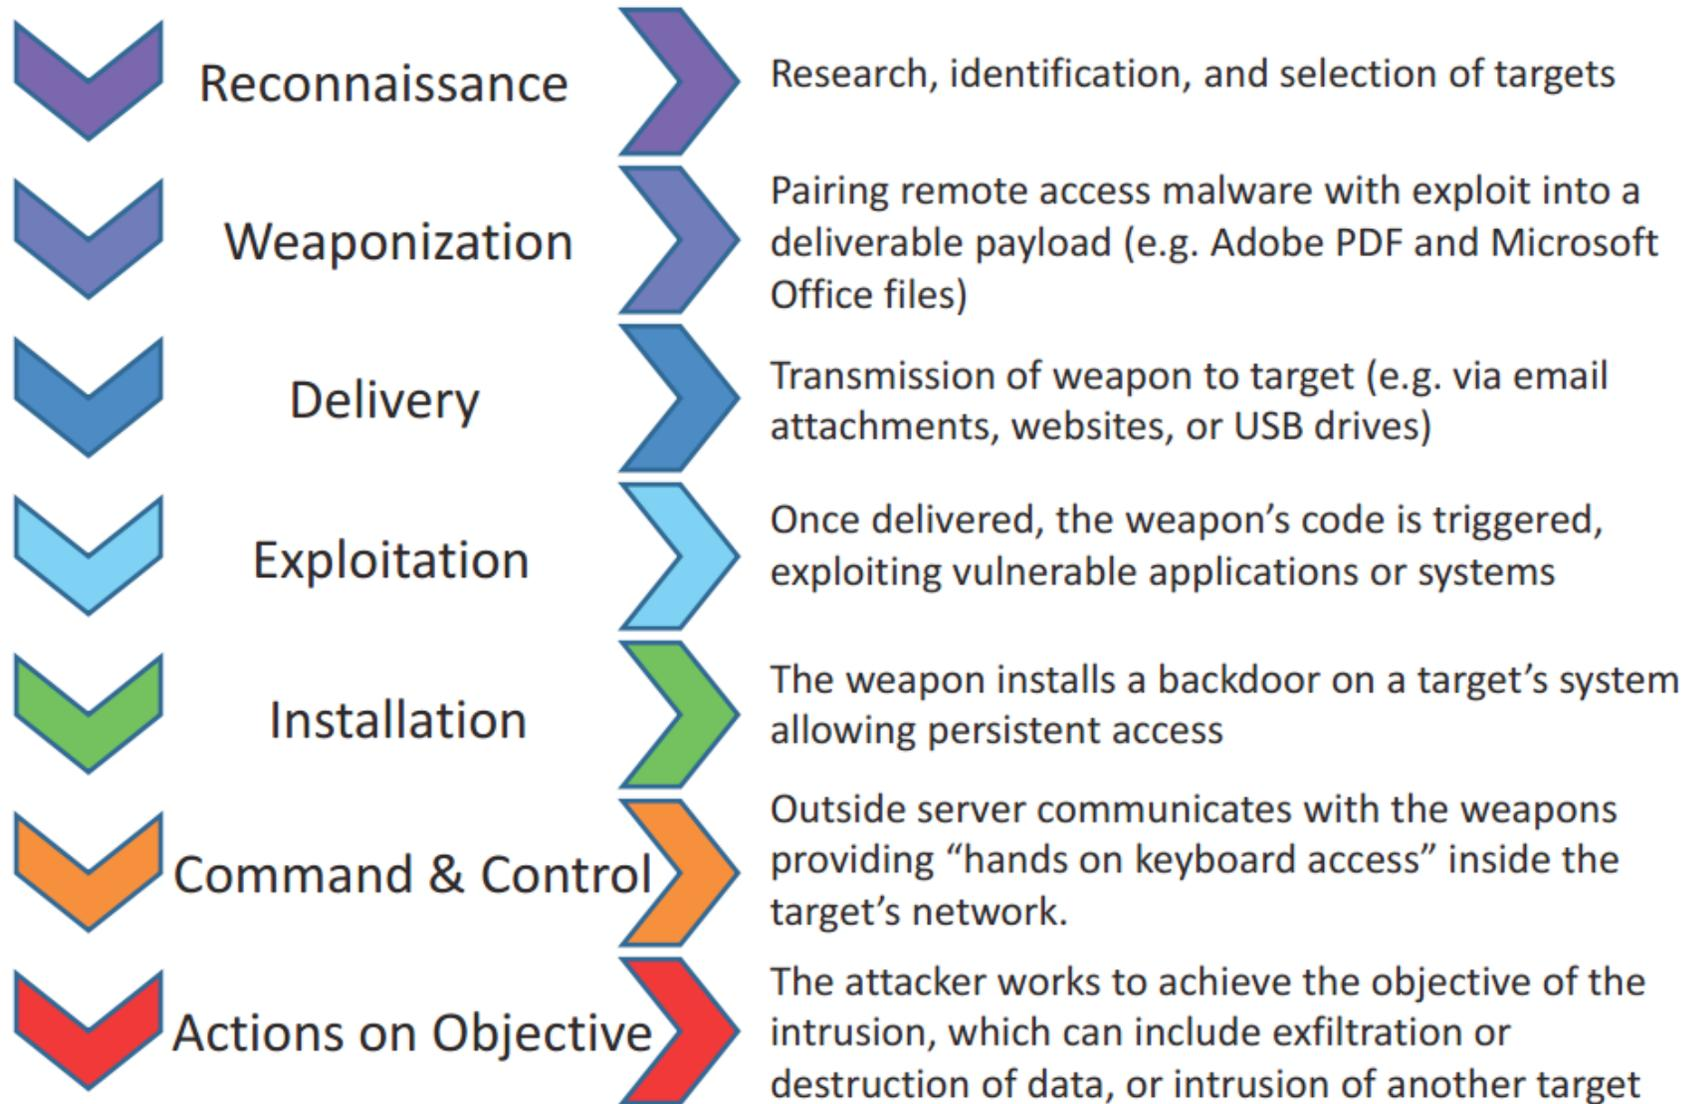 Reconnaissance
Research, identification, and selection of targets
Weaponization
Pairing remote access malware with exploit into a
deliverable payload (e.g. Adobe PDF and Microsoft
Office files)
Delivery
Transmission of weapon to target (e.g. via email
attachments, websites, or USB drives)
Exploitation
Once delivered, the weapon’s code is triggered,
exploiting vulnerable applications or systems
Installation
The weapon installs a backdoor on a target’s system
allowing persistent access
Command & Control
Outside server communicates with the weapons
providing “hands on keyboard access” inside the
target’s network.
Actions on Objective
The attacker works to achieve the objective of the
intrusion, which can include exfiltration or
destruction of data, or intrusion of another target